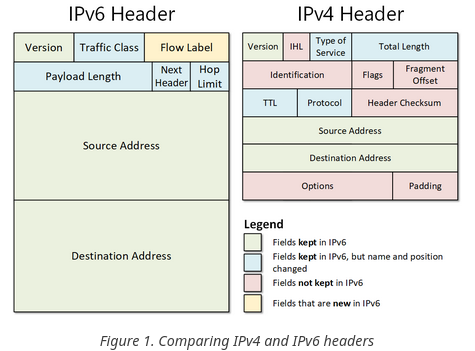 IPv6 Header
Version Traffic Class Flow Label
Payload Length Next Header Hop Limit
Source Address
Destination Address
IPv4 Header
Version IHL Type of Service Total Length
Identification Flags Fragment Offset
TTL Protocol Header Checksum
Source Address
Destination Address
Options Padding
Legend
Fields kept in IPv6
Fields kept in IPv6, but name and position
changed
Fields not kept in IPv6
Fields that are new in IPv6
Figure 1. Comparing IPv4 and IPv6 headers